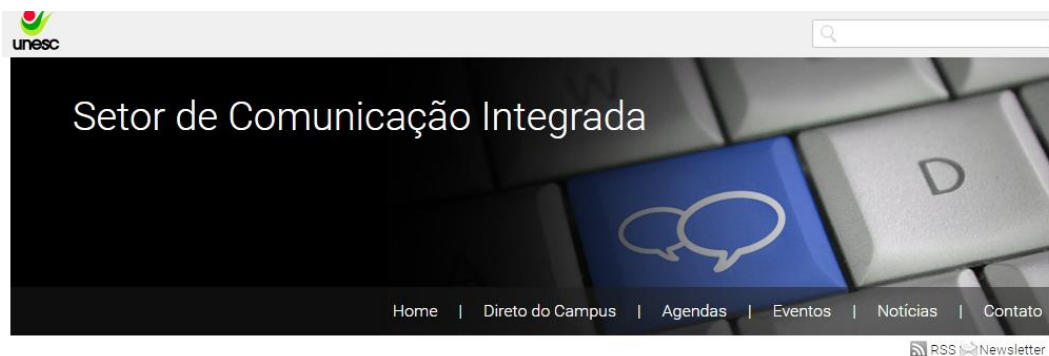 unesc
Setor de Comunicação Integrada
W
D
A
Home | Direto do Campus | Agendas | Eventos | Notícias | Contato
RSS Newsletter